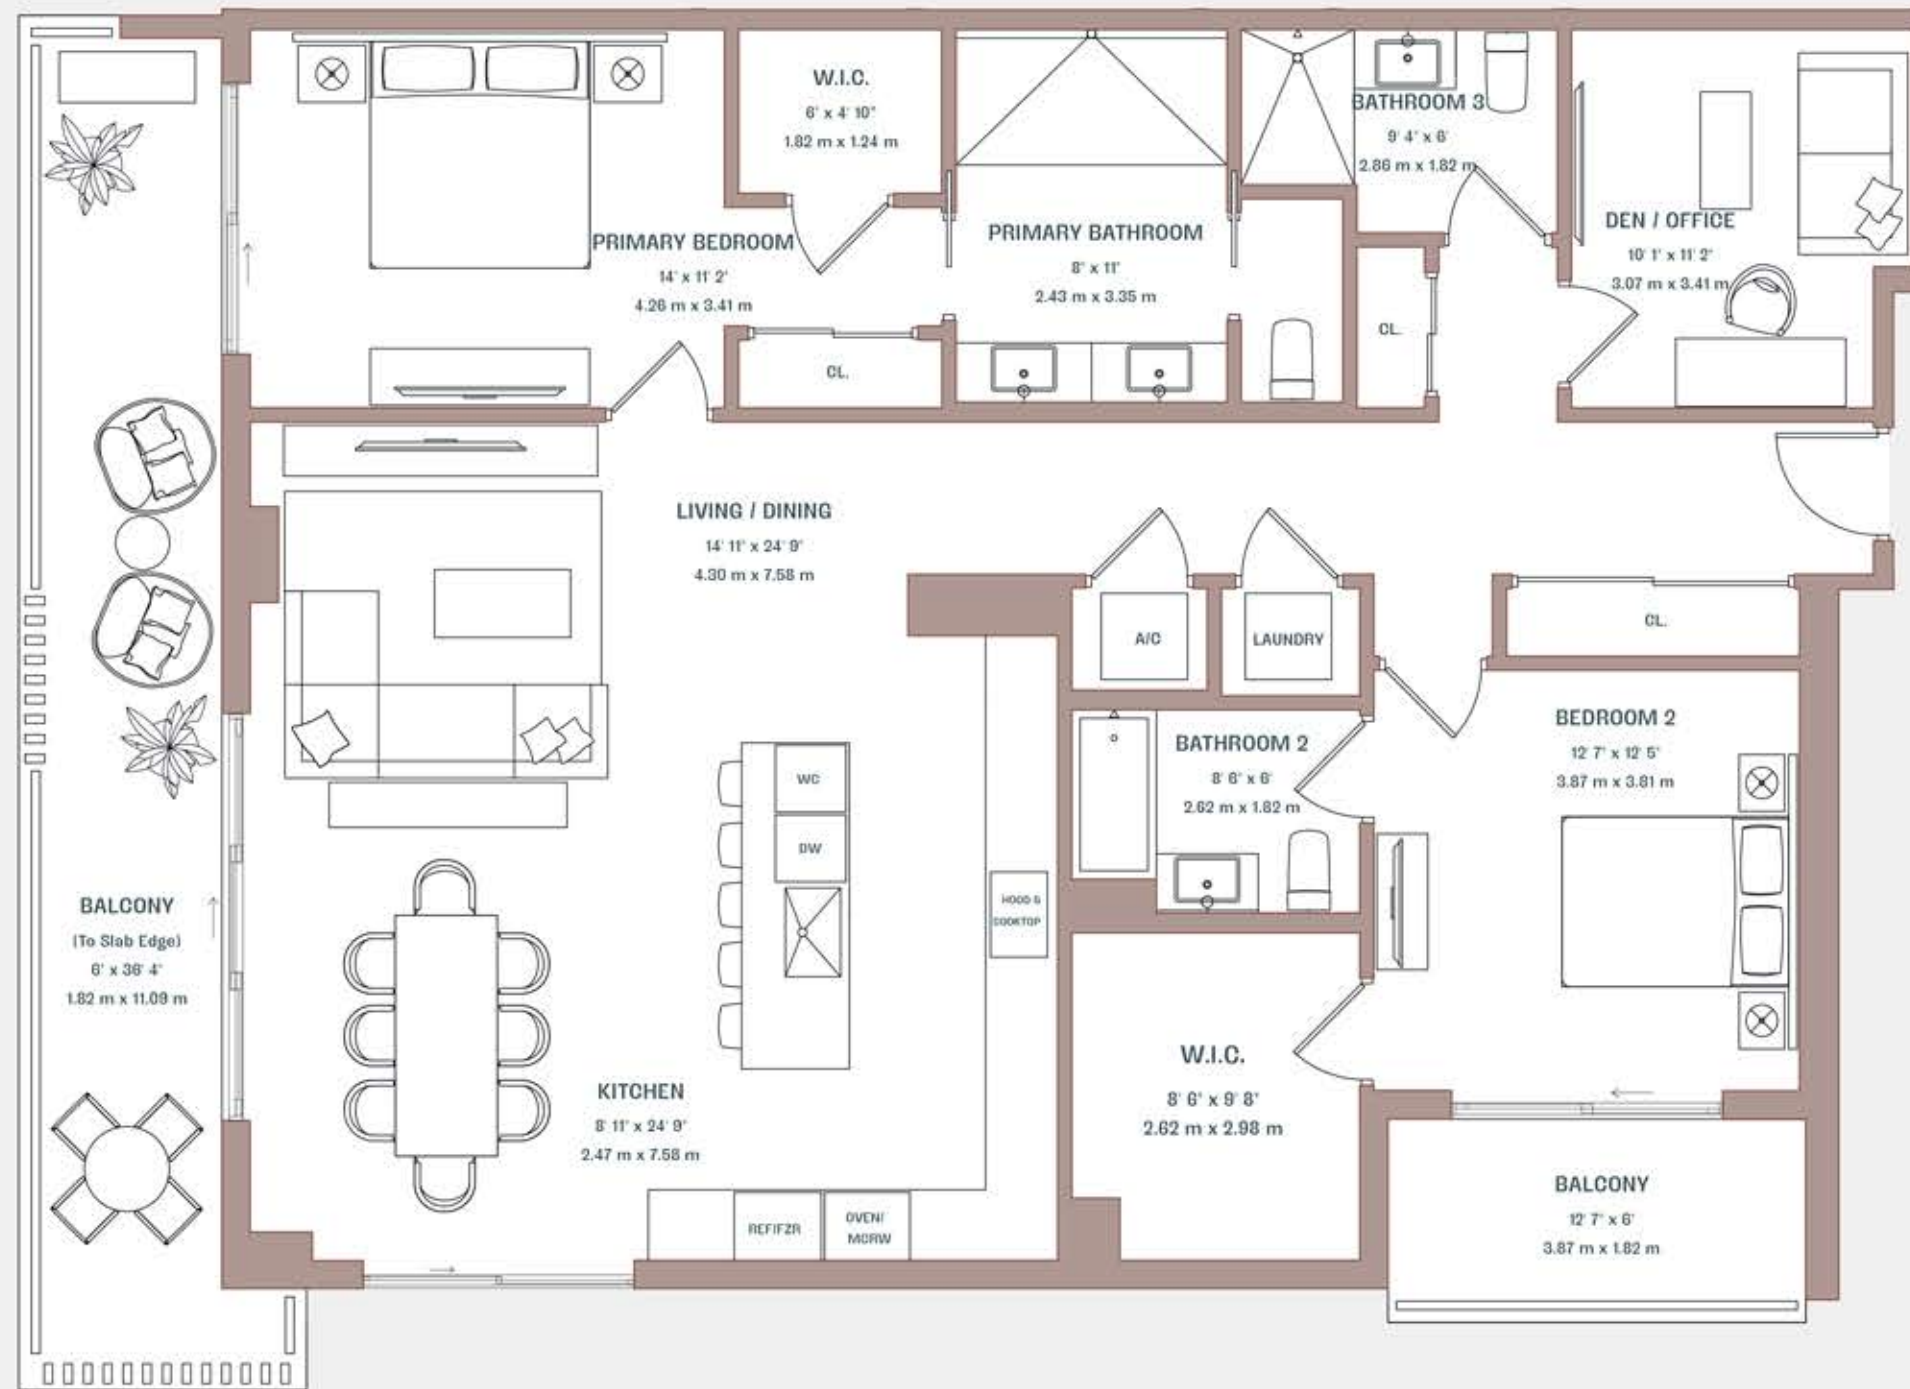 W.I.C.
6' x 4' 10"
1.82 m x 1.24 m
BATHROOM 3
9' 4' x 6'
2.86 m x 1.82 m
PRIMARY BEDROOM
14' x 11' 2'
4.26 m x 3.41 m
PRIMARY BATHROOM
8' x 11'
2.43 m x 3.35 m
DEN / OFFICE
10' 1' x 11' 2'
3.07 m x 3.41 m
CL.
CL.
LIVING / DINING
14' 11' x 24' 9'
4.30 m x 7.58 m
A/C
LAUNDRY
CL.
BEDROOM 2
12' 7' x 12' 5'
3.87 m x 3.81 m
BATHROOM 2
8' 6' x 6'
2.62 m x 1.82 m
WC
DW
HOOD &
COOKTOP
BALCONY
(To Slab Edge)
6' x 36' 4'
1.82 m x 11.09 m
KITCHEN
8' 11' x 24' 9'
2.47 m x 7.58 m
W.I.C.
8' 6' x 9' 8'
2.62 m x 2.98 m
REF/FZR
OVEN/
MCRW
BALCONY
12' 7' x 6'
3.87 m x 1.82 m